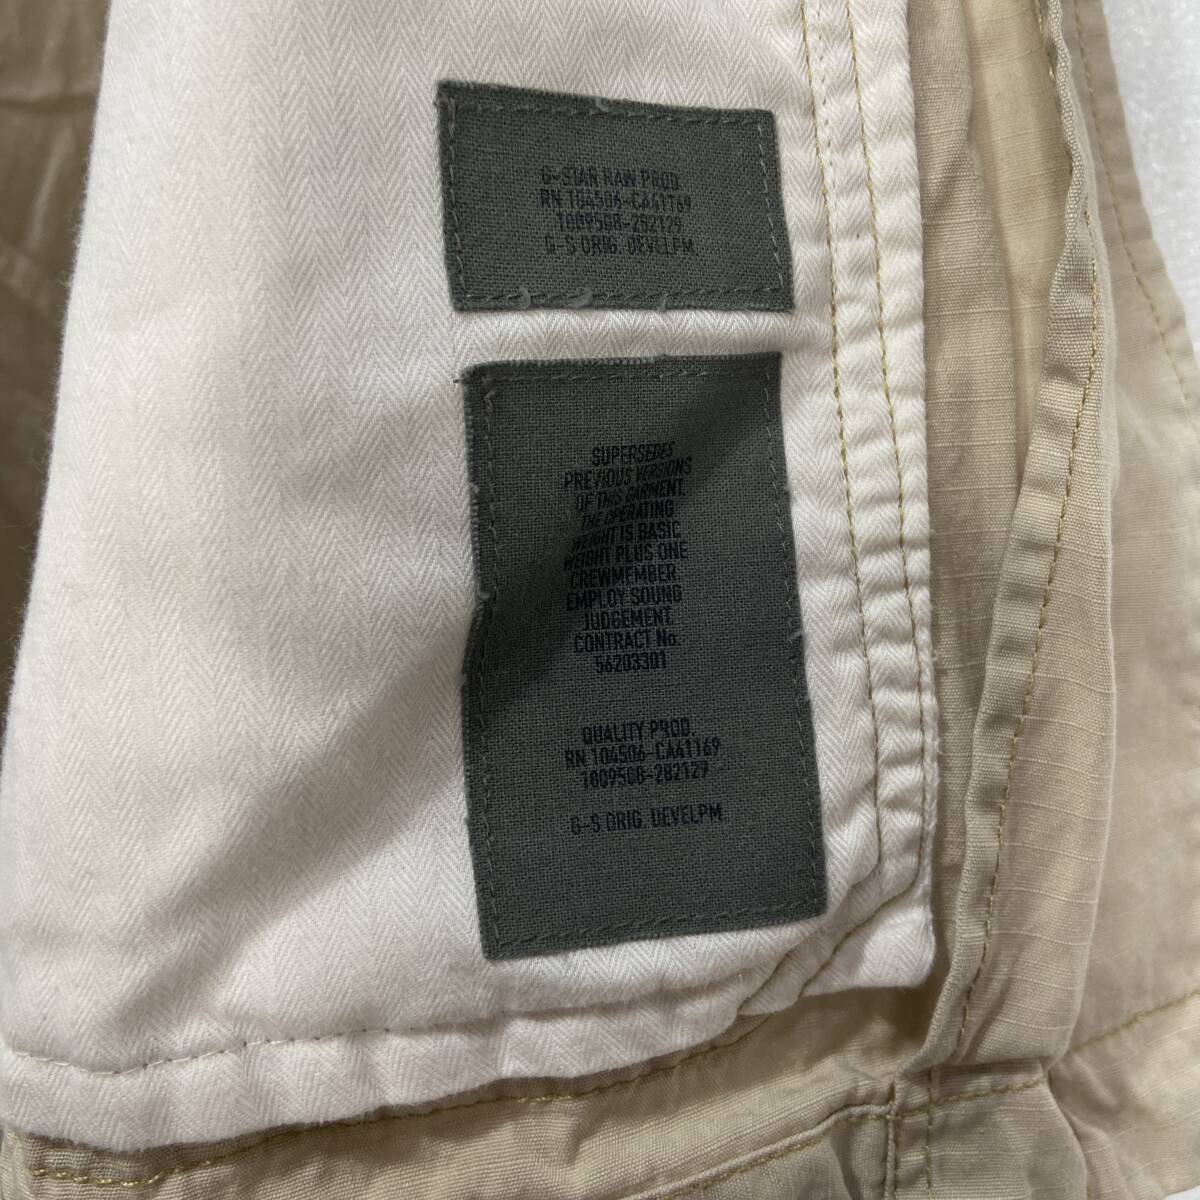 G-STAR RAW PROD.
RN 104506-CA41169
1009508-282129
G-S ORIG. DEVELPM.
SUPERSEDES
PREVIOUS VERSIONS
OF THIS GARMENT.
THE OPERATING
WEIGHT IS BASIC
WEIGHT PLUS ONE
CREWMEMBER.
EMPLOY SOUND
JUDGEMENT.
CONTRACT No.
56203301
QUALITY PROD.
RN 104506-CA41169
1009508-282129
G-S ORIG. DEVELPM